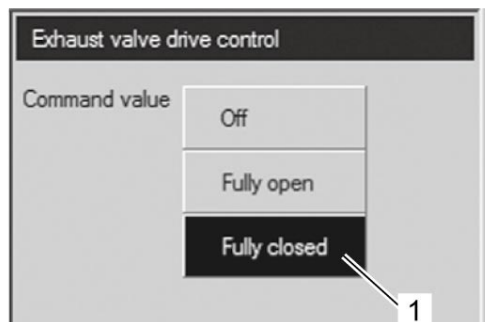 Exhaust valve drive control
Command value
Off
Fully open
Fully closed
1